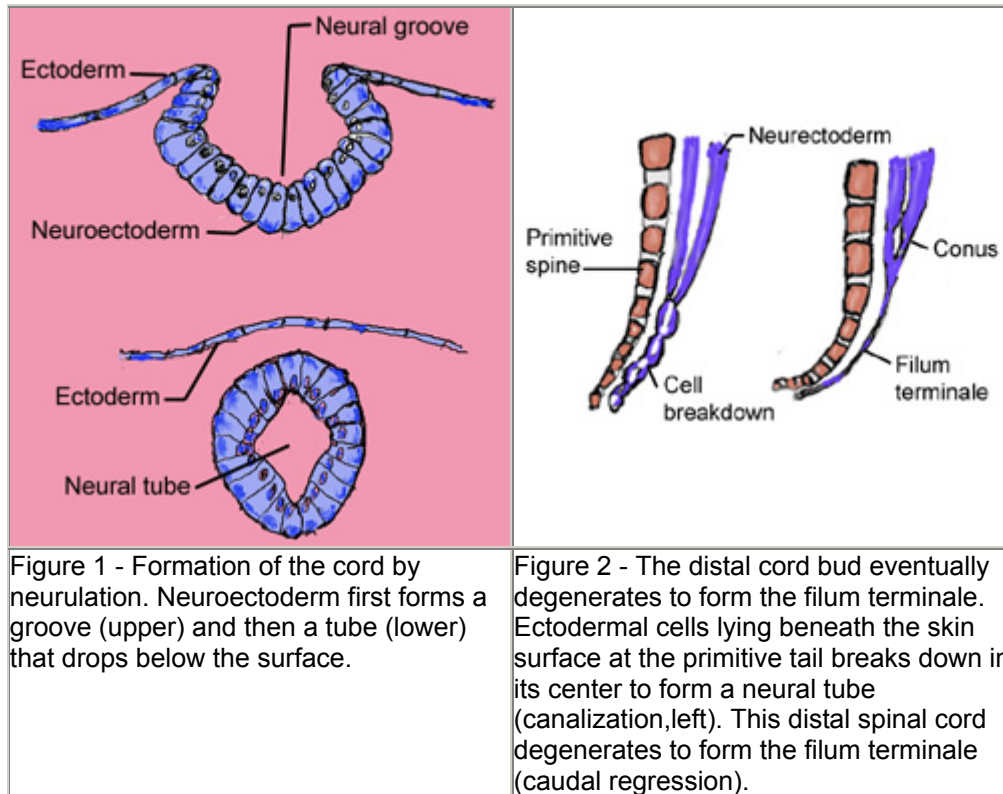 Neural groove
Ectoderm
Neuroectoderm
Ectoderm
Neural tube
Neurectoderm
Primitive
spine
Conus
Cell
breakdown
Filum
terminale
Figure 1 - Formation of the cord by
neurulation. Neuroectoderm first forms a
groove (upper) and then a tube (lower)
that drops below the surface.
Figure 2 - The distal cord bud eventually
degenerates to form the filum terminale.
Ectodermal cells lying beneath the skin
surface at the primitive tail breaks down in
its center to form a neural tube
(canalization,left). This distal spinal cord
degenerates to form the filum terminale
(caudal regression).